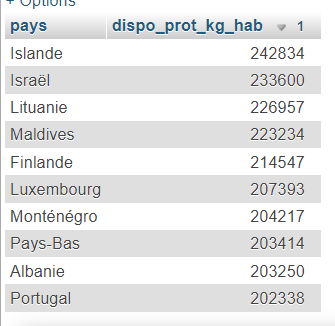 + Options
pays dispo_prot_kg_hab 1
Islande 242834
Israël 233600
Lituanie 226957
Maldives 223234
Finlande 214547
Luxembourg 207393
Monténégro 204217
Pays-Bas 203414
Albanie 203250
Portugal 202338